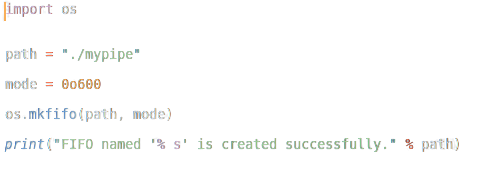 import os
path = "./mypipe"
mode = 0o600
os.mkfifo(path, mode)
print("FIFO named '% s' is created successfully." % path)